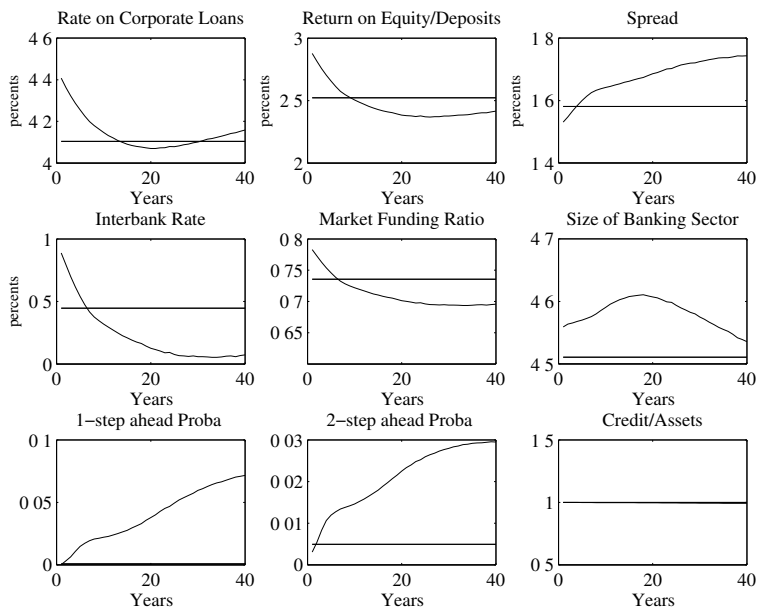 Rate on Corporate Loans
Return on Equity/Deposits
Spread
percents
4 6
4 4
4 2
4
0
20
40
Years
percents
3
2 5
2
0
20
40
Years
percents
1 8
1 6
1 4
0
20
40
Years
Interbank Rate
Market Funding Ratio
Size of Banking Sector
percents
1
0 5
0
0
20
40
Years
0 8
0 75
0 7
0 65
0
20
40
Years
4 7
4 6
4 5
0
20
40
Years
1−step ahead Proba
2−step ahead Proba
Credit/Assets
0 1
0 05
0
0
20
40
Years
0 03
0 02
0 01
0
0
20
40
Years
1 5
1
0 5
0
20
40
Years